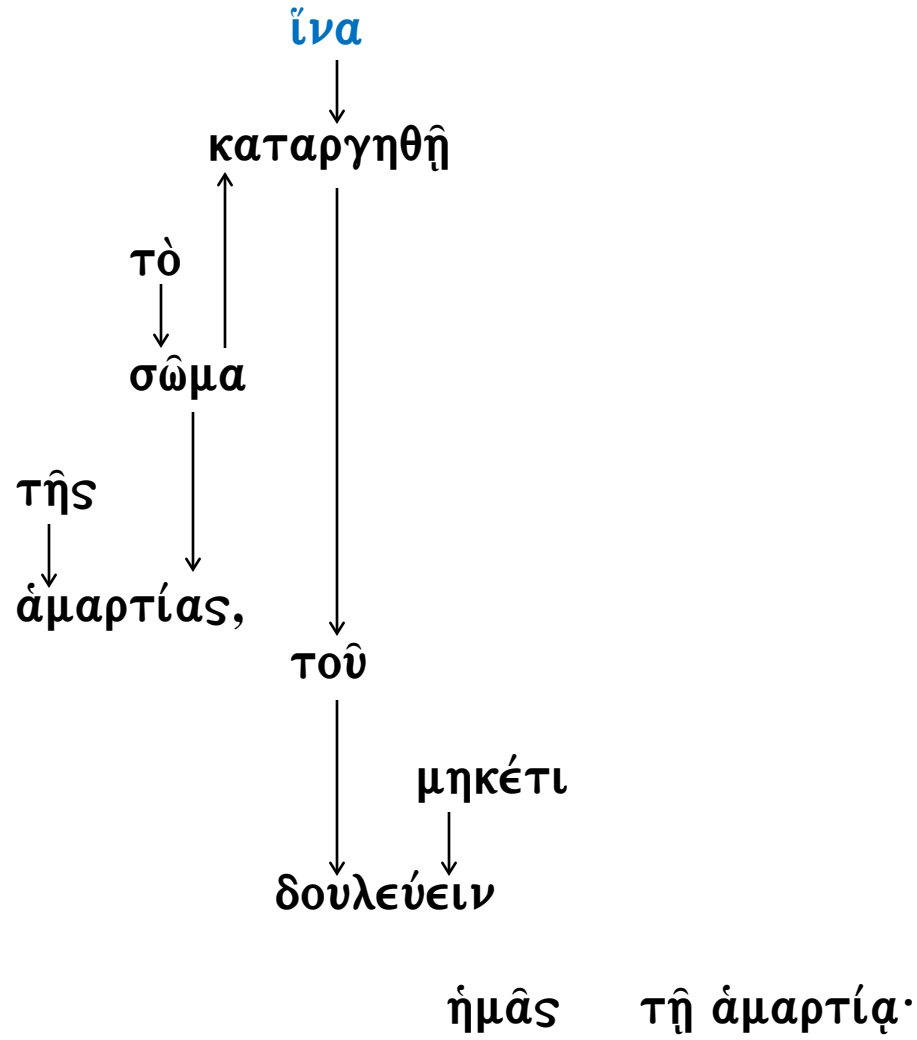 ἵνα
καταργηθῇ
τὸ
σῶμα
τῆς
ἁμαρτίας,
τοῦ
μηκέτι
δουλεύειν
ἡμᾶς τῇ ἁμαρτίᾳ·